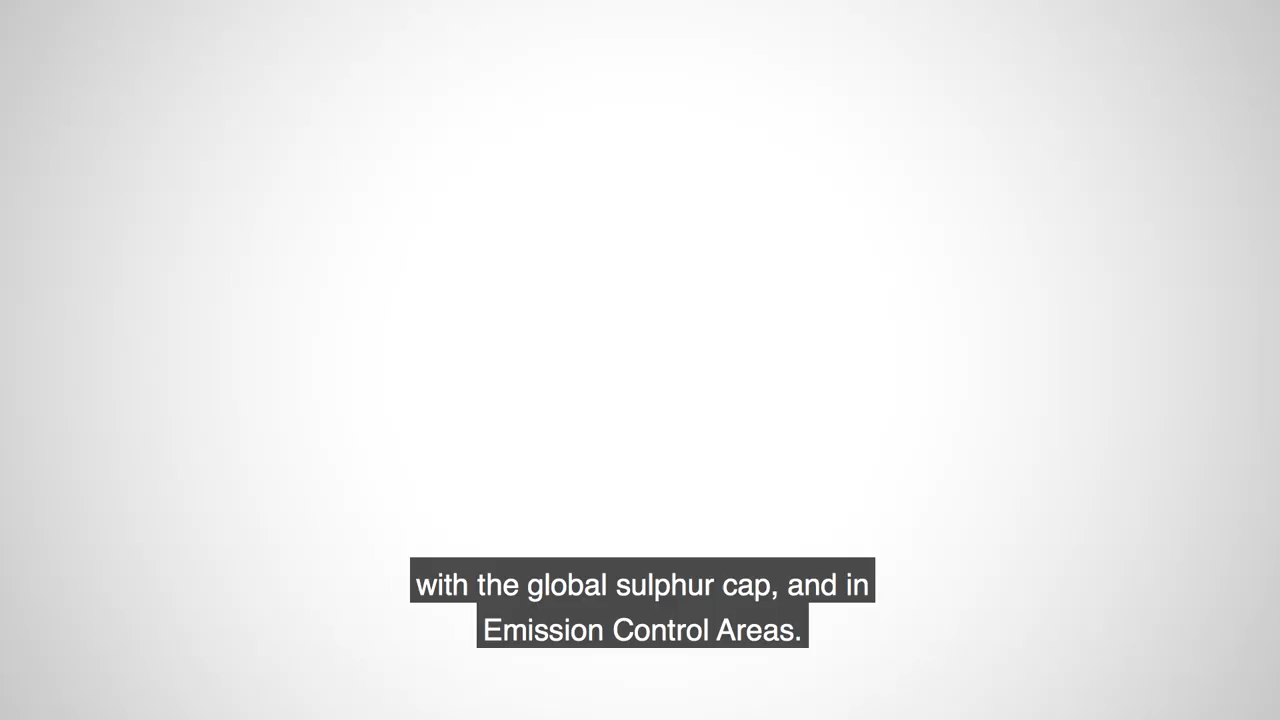 with the global sulphur cap, and in
Emission Control Areas.